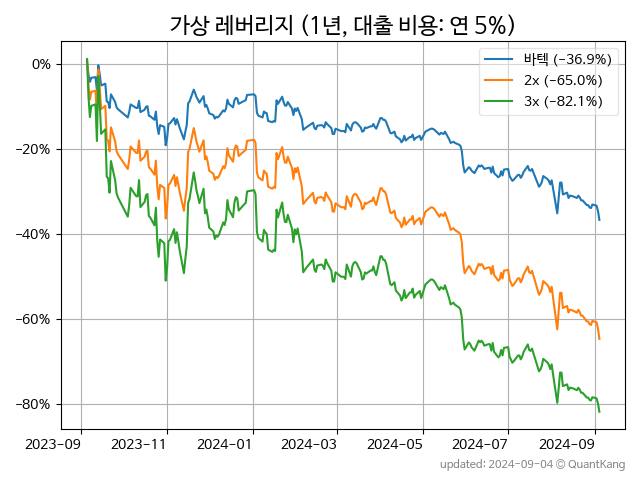 가상 레버리지 (1년, 대출 비용: 연 5%)
바텍 (-36.9%)
2x (-65.0%)
3x (-82.1%)
0%
-20%
-40%
-60%
-80%
2023-09 2023-11 2024-01 2024-03 2024-05 2024-07 2024-09
updated: 2024-09-04 © QuantKang